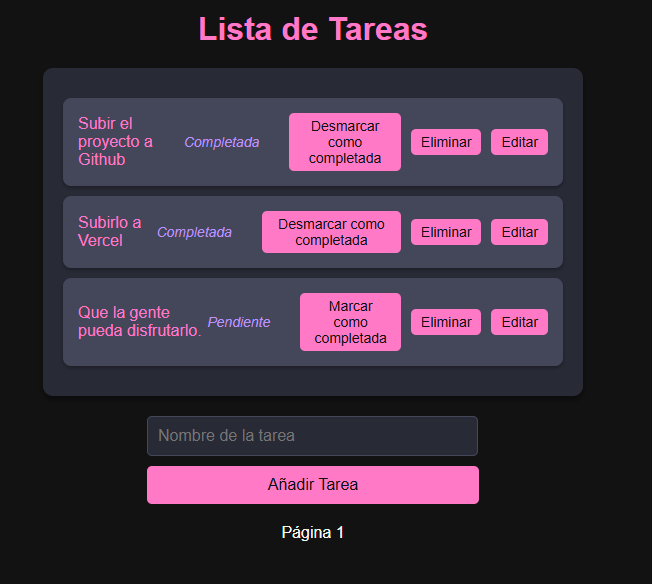 Lista de Tareas
Subir el
proyecto a
Github
Completada
Desmarcar
como
completada
Eliminar
Editar
Subirlo a
Vercel
Completada
Desmarcar como
completada
Eliminar
Editar
Que la gente
pueda disfrutarlo.
Pendiente
Marcar
como
completada
Eliminar
Editar
Nombre de la tarea
Añadir Tarea
Página 1